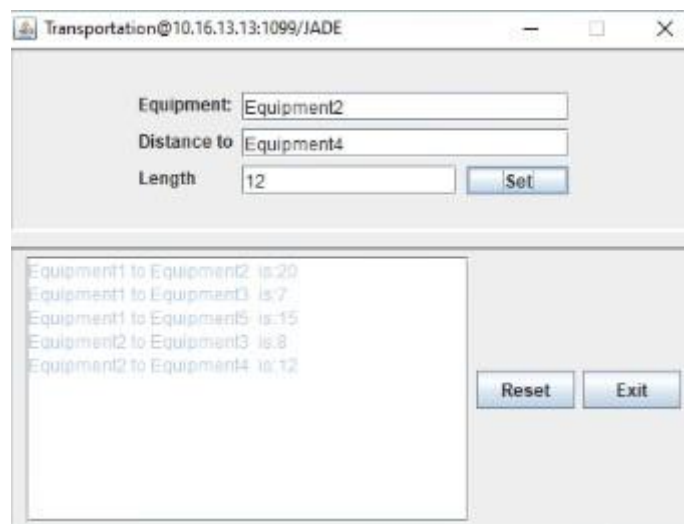 Transportation@10.16.13.13:1099/JADE
Equipment: Equipment2
Distance to Equipment4
Length 12 Set
Equipment1 to Equipment2 is:20
Equipment1 to Equipment3 is:7
Equipment1 to Equipment5 is:15
Equipment2 to Equipment3 is:8
Equipment2 to Equipment4 is:12
Reset Exit